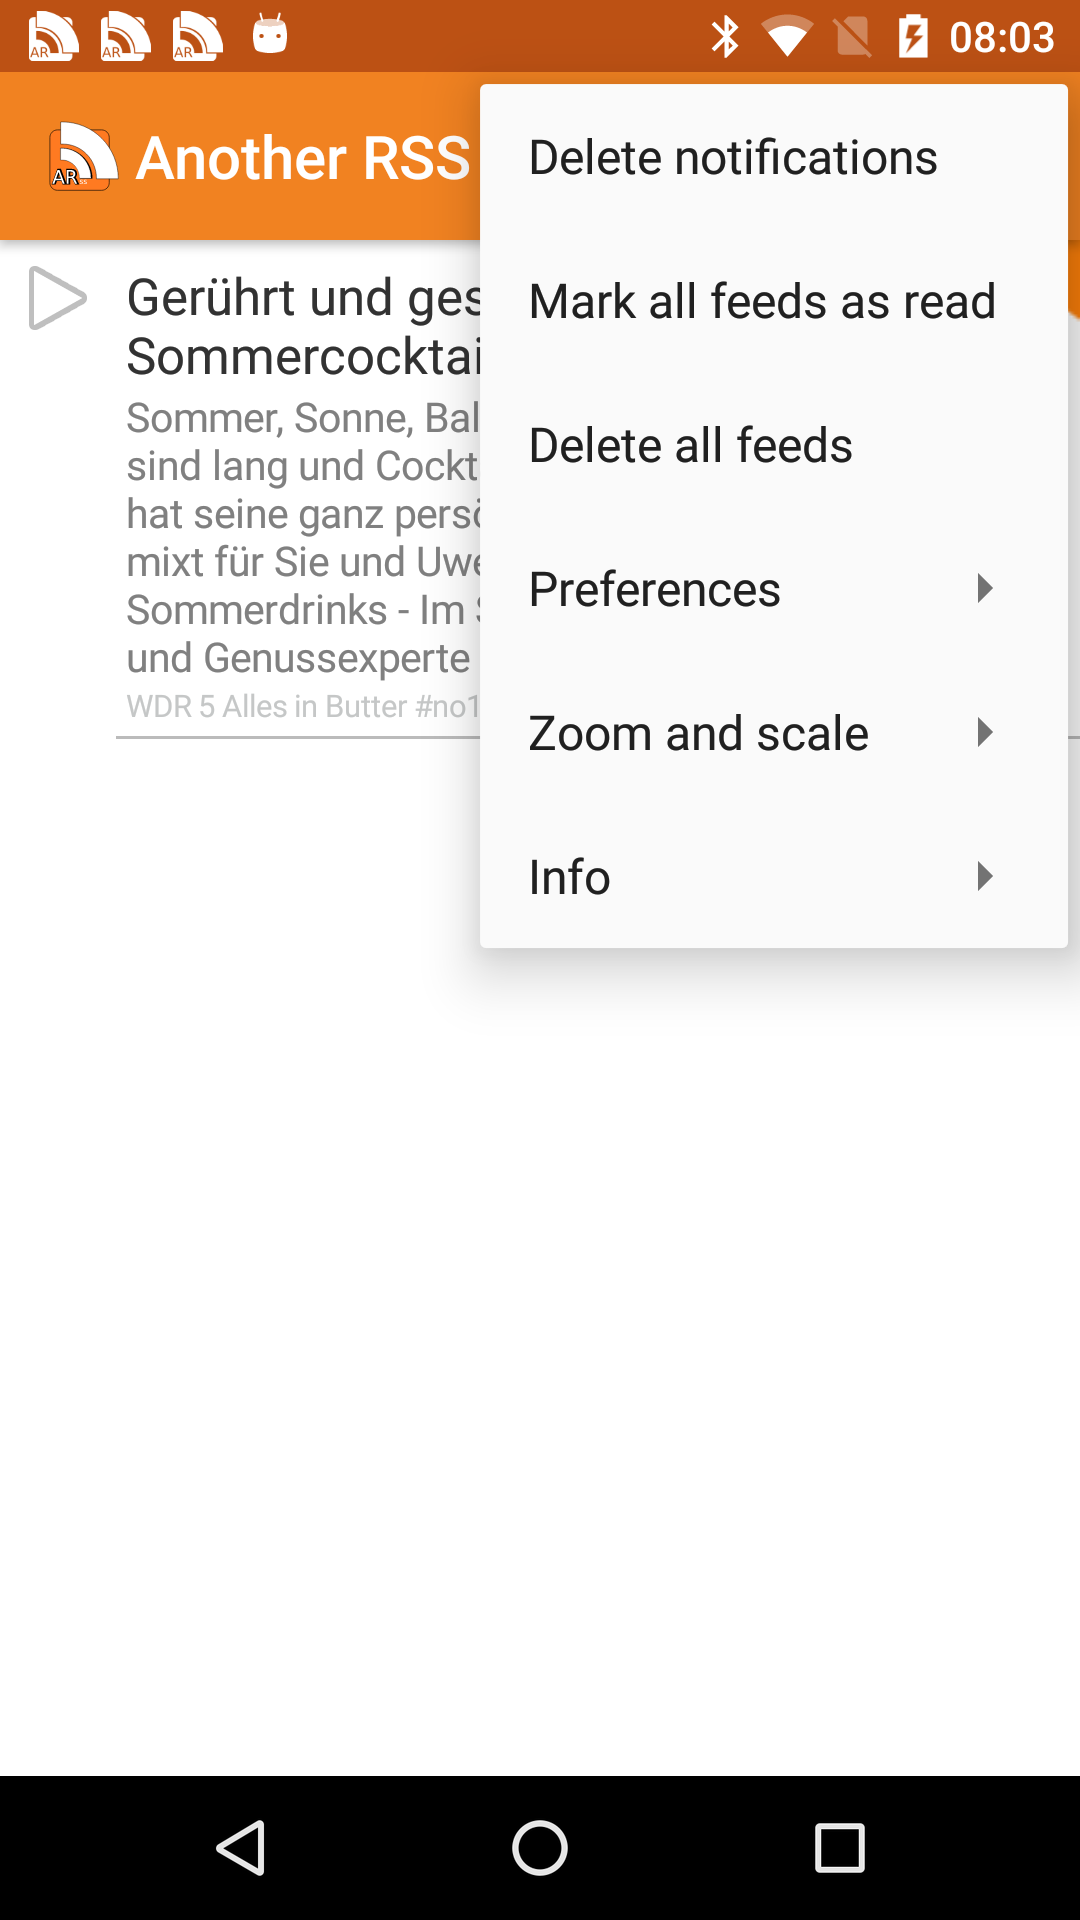 AR AR AR 08:03
AR Another RSS
Delete notifications
Mark all feeds as read
Delete all feeds
Preferences
Zoom and scale
Info
Gerührt und ges
Sommercocktai
Sommer, Sonne, Bal
sind lang und Cockt
hat seine ganz persö
mixt für Sie und Uwe
Sommerdrinks - Im S
und Genussexperte
WDR 5 Alles in Butter #no1